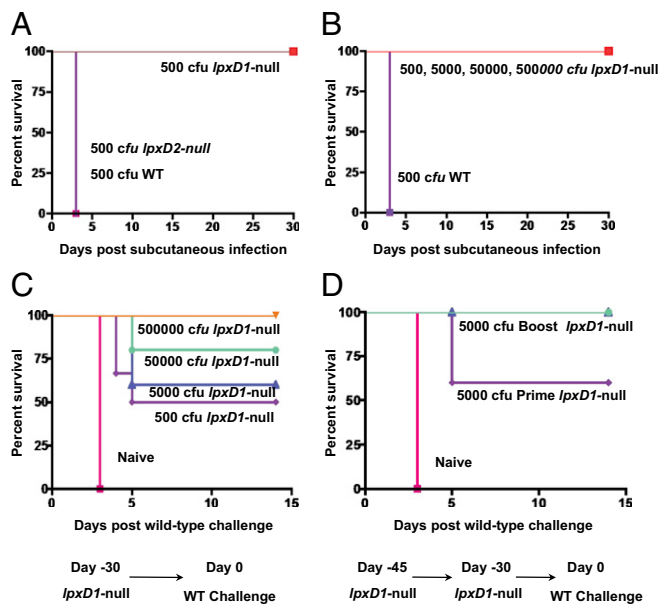 A
Percent survival
100
75
50
25
0
500 cfu lpxD1-null
500 cfu lpxD2-null
500 cfu WT
0 5 10 15 20 25 30
Days post subcutaneous infection
B
Percent survival
100
75
50
25
0
500, 5000, 50000, 500000 cfu lpxD1-null
500 cfu WT
0 5 10 15 20 25 30
Days post subcutaneous infection
C
Percent survival
100
75
50
25
0
500000 cfu lpxD1-null
50000 cfu lpxD1-null
5000 cfu lpxD1-null
500 cfu lpxD1-null
Naive
0 5 10 15
Days post wild-type challenge
Day -30
lpxD1-null
Day 0
WT Challenge
D
Percent survival
100
75
50
25
0
5000 cfu Boost lpxD1-null
5000 cfu Prime lpxD1-null
Naive
0 5 10 15
Days post wild-type challenge
Day -45
lpxD1-null
Day -30
lpxD1-null
Day 0
WT Challenge